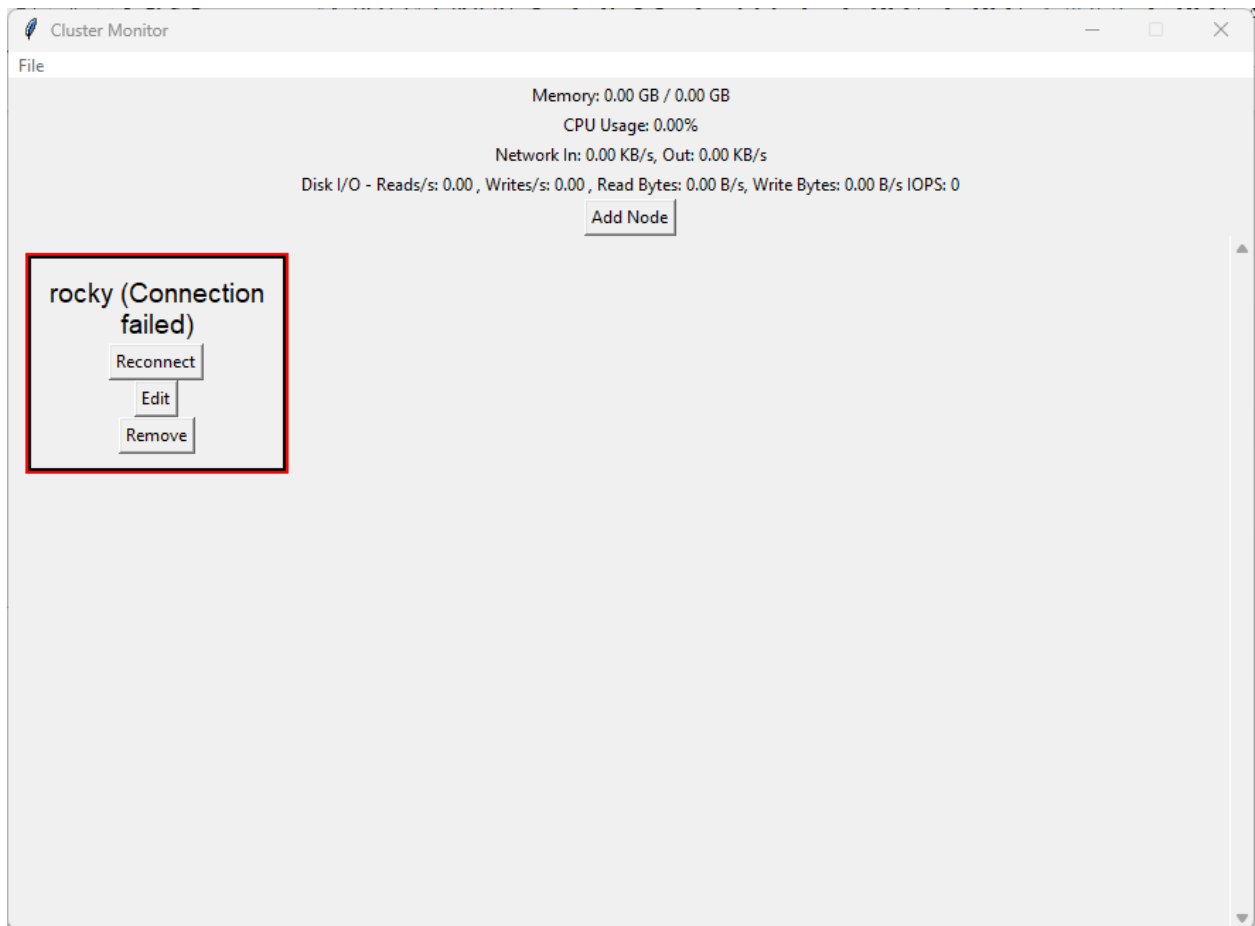 Cluster Monitor
File
Memory: 0.00 GB / 0.00 GB
CPU Usage: 0.00%
Network In: 0.00 KB/s, Out: 0.00 KB/s
Disk I/O - Reads/s: 0.00 , Writes/s: 0.00 , Read Bytes: 0.00 B/s, Write Bytes: 0.00 B/s IOPS: 0
Add Node
rocky (Connection
failed)
Reconnect
Edit
Remove